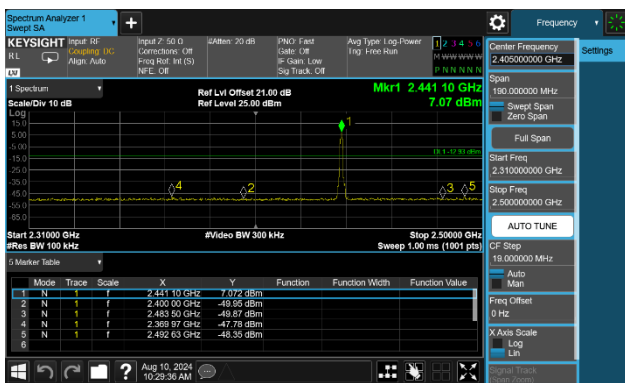 Spectrum Analyzer 1
Swept SA
Frequency
KEYSIGHT Input: RF Input Z: 50 Ω #Atten: 20 dB PNO: Fast Avg Type: Log-Power 1 2 3 4 5 6
RL Coupling: DC Corrections: Off Gate: Off Trig: Free Run M W W W W W
Align: Auto Freq Ref: Int (S) IF Gain: Low P N N N N N
NFE: Off Sig Track: Off
LXI
Center Frequency
2.405000000 GHz
Settings
1 Spectrum
Ref Lvl Offset 21.00 dB
Mkr1 2.441 10 GHz
Scale/Div 10 dB
Ref Level 25.00 dBm
7.07 dBm
Log
15.0
5.00
-5.00
-15.0
-25.0
-35.0
-45.0
-55.0
-65.0
1
DL1 -12.93 dBm
4
2
3
5
Start 2.31000 GHz
#Video BW 300 kHz
Stop 2.50000 GHz
#Res BW 100 kHz
Sweep 1.00 ms (1001 pts)
Span
190.000000 MHz
Swept Span
Zero Span
Full Span
Start Freq
2.310000000 GHz
Stop Freq
2.500000000 GHz
AUTO TUNE
CF Step
19.000000 MHz
Auto
Man
Freq Offset
0 Hz
X Axis Scale
Log
Lin
Signal Track
(Span Zoom)
5 Marker Table
Mode Trace Scale X Y Function Function Width Function Value
1 N 1 f 2.441 10 GHz 7.072 dBm
2 N 1 f 2.400 00 GHz -49.95 dBm
3 N 1 f 2.483 50 GHz -49.87 dBm
4 N 1 f 2.369 97 GHz -47.78 dBm
5 N 1 f 2.492 63 GHz -48.35 dBm
6
?
Aug 10, 2024
10:29:36 AM